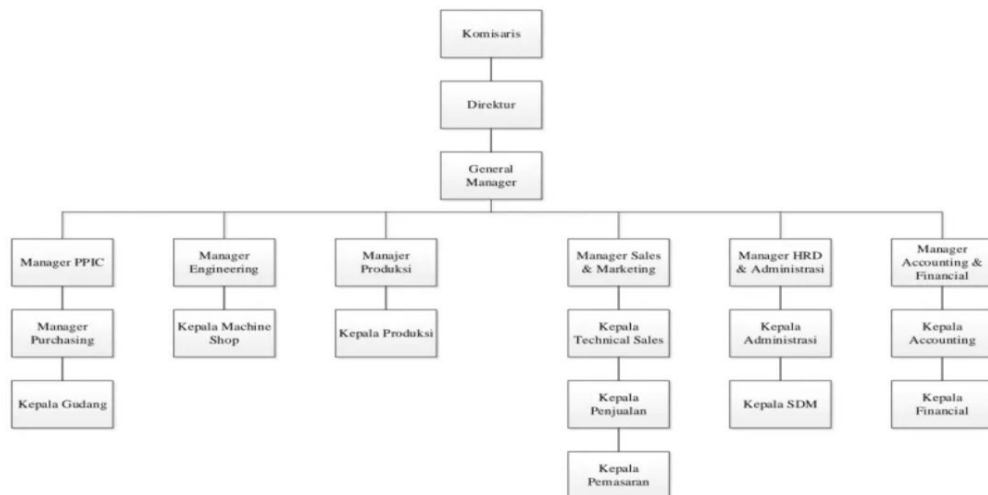 Komisaris
Direktur
General
Manager
Manager PPIC
Manager
Engineering
Manajer
Produksi
Manager Sales
& Marketing
Manager HRD
& Administrasi
Manager
Accounting &
Financial
Manager
Purchasing
Kepala Machine
Shop
Kepala Produksi
Kepala
Technical Sales
Kepala
Administrasi
Kepala
Accounting
Kepala Gudang
Kepala
Penjualan
Kepala SDM
Kepala
Financial
Kepala
Pemasaran